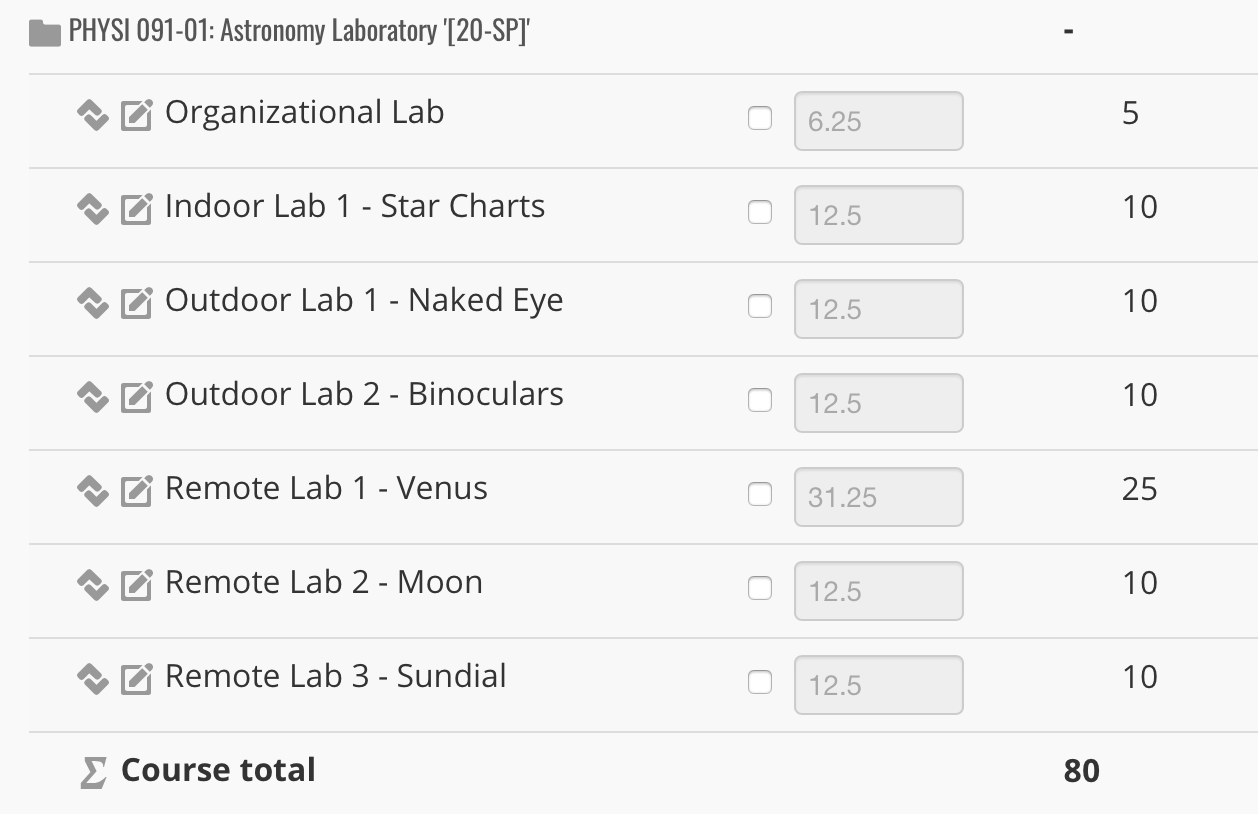 PHYSI 091-01: Astronomy Laboratory '[20-SP]' -
Organizational Lab 6.25 5
Indoor Lab 1 - Star Charts 12.5 10
Outdoor Lab 1 - Naked Eye 12.5 10
Outdoor Lab 2 - Binoculars 12.5 10
Remote Lab 1 - Venus 31.25 25
Remote Lab 2 - Moon 12.5 10
Remote Lab 3 - Sundial 12.5 10
Σ Course total 80